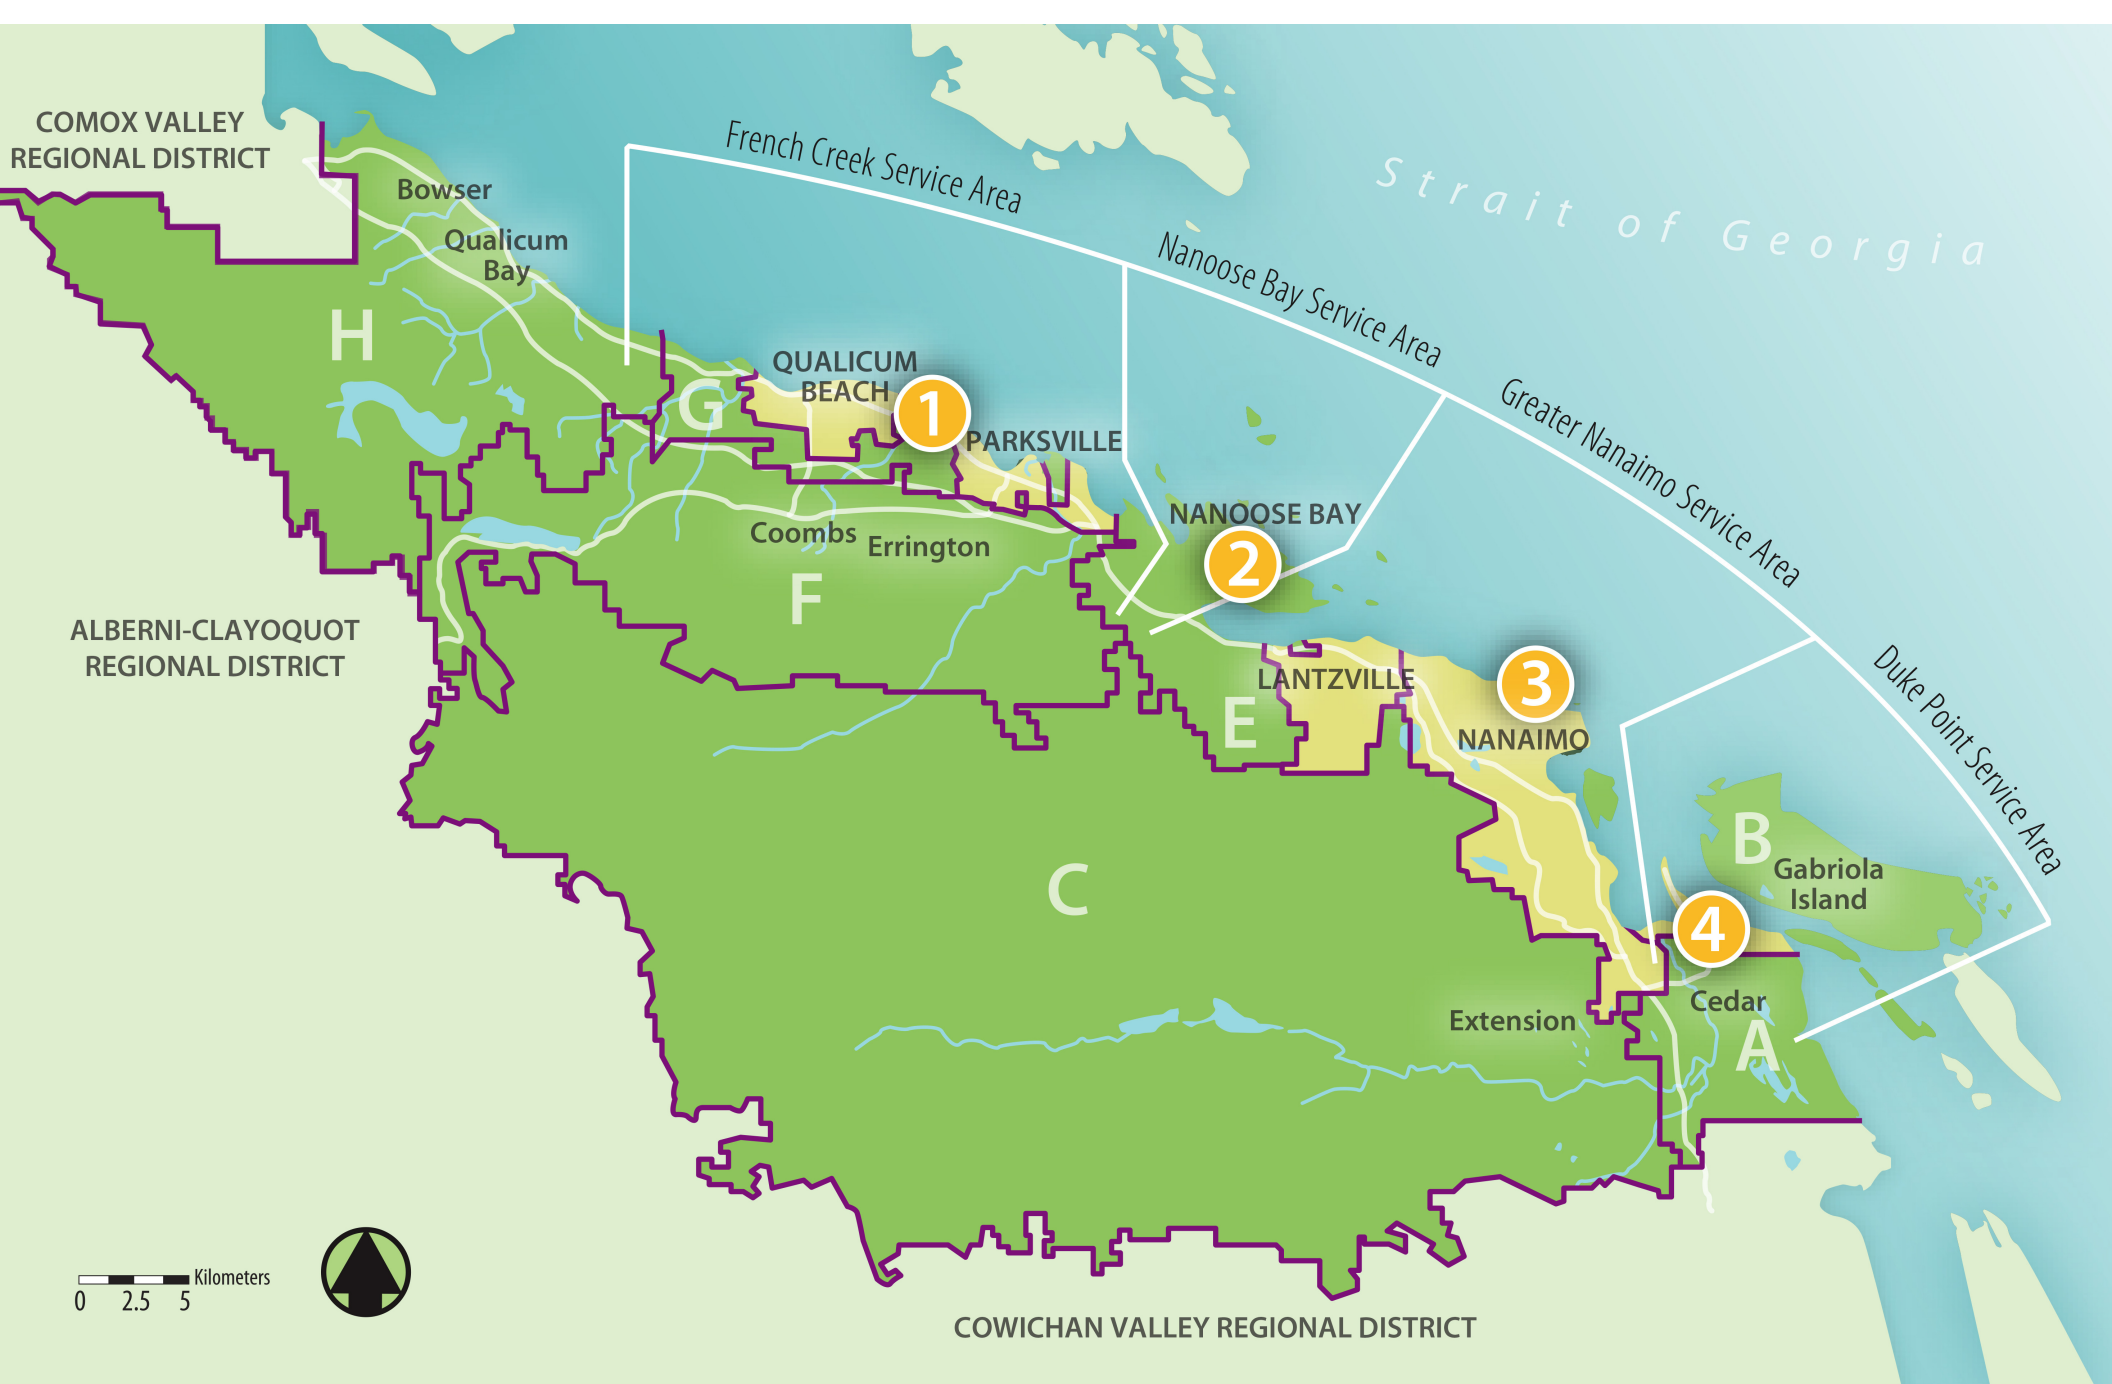 COMOX VALLEY
REGIONAL DISTRICT
French Creek Service Area
Strait of Georgia
Bowser
Qualicum
Bay
Nanoose Bay Service Area
H
QUALICUM
BEACH
G
1
PARKSVILLE
Greater Nanaimo Service Area
NANOOSE BAY
Coombs
Errington
2
F
ALBERNI-CLAYOQUOT
REGIONAL DISTRICT
LANTZVILLE
3
E
NANAIMO
Duke Point Service Area
B
Gabriola
Island
C
4
Cedar
Extension
A
Kilometers
0 2.5 5
COWICHAN VALLEY REGIONAL DISTRICT